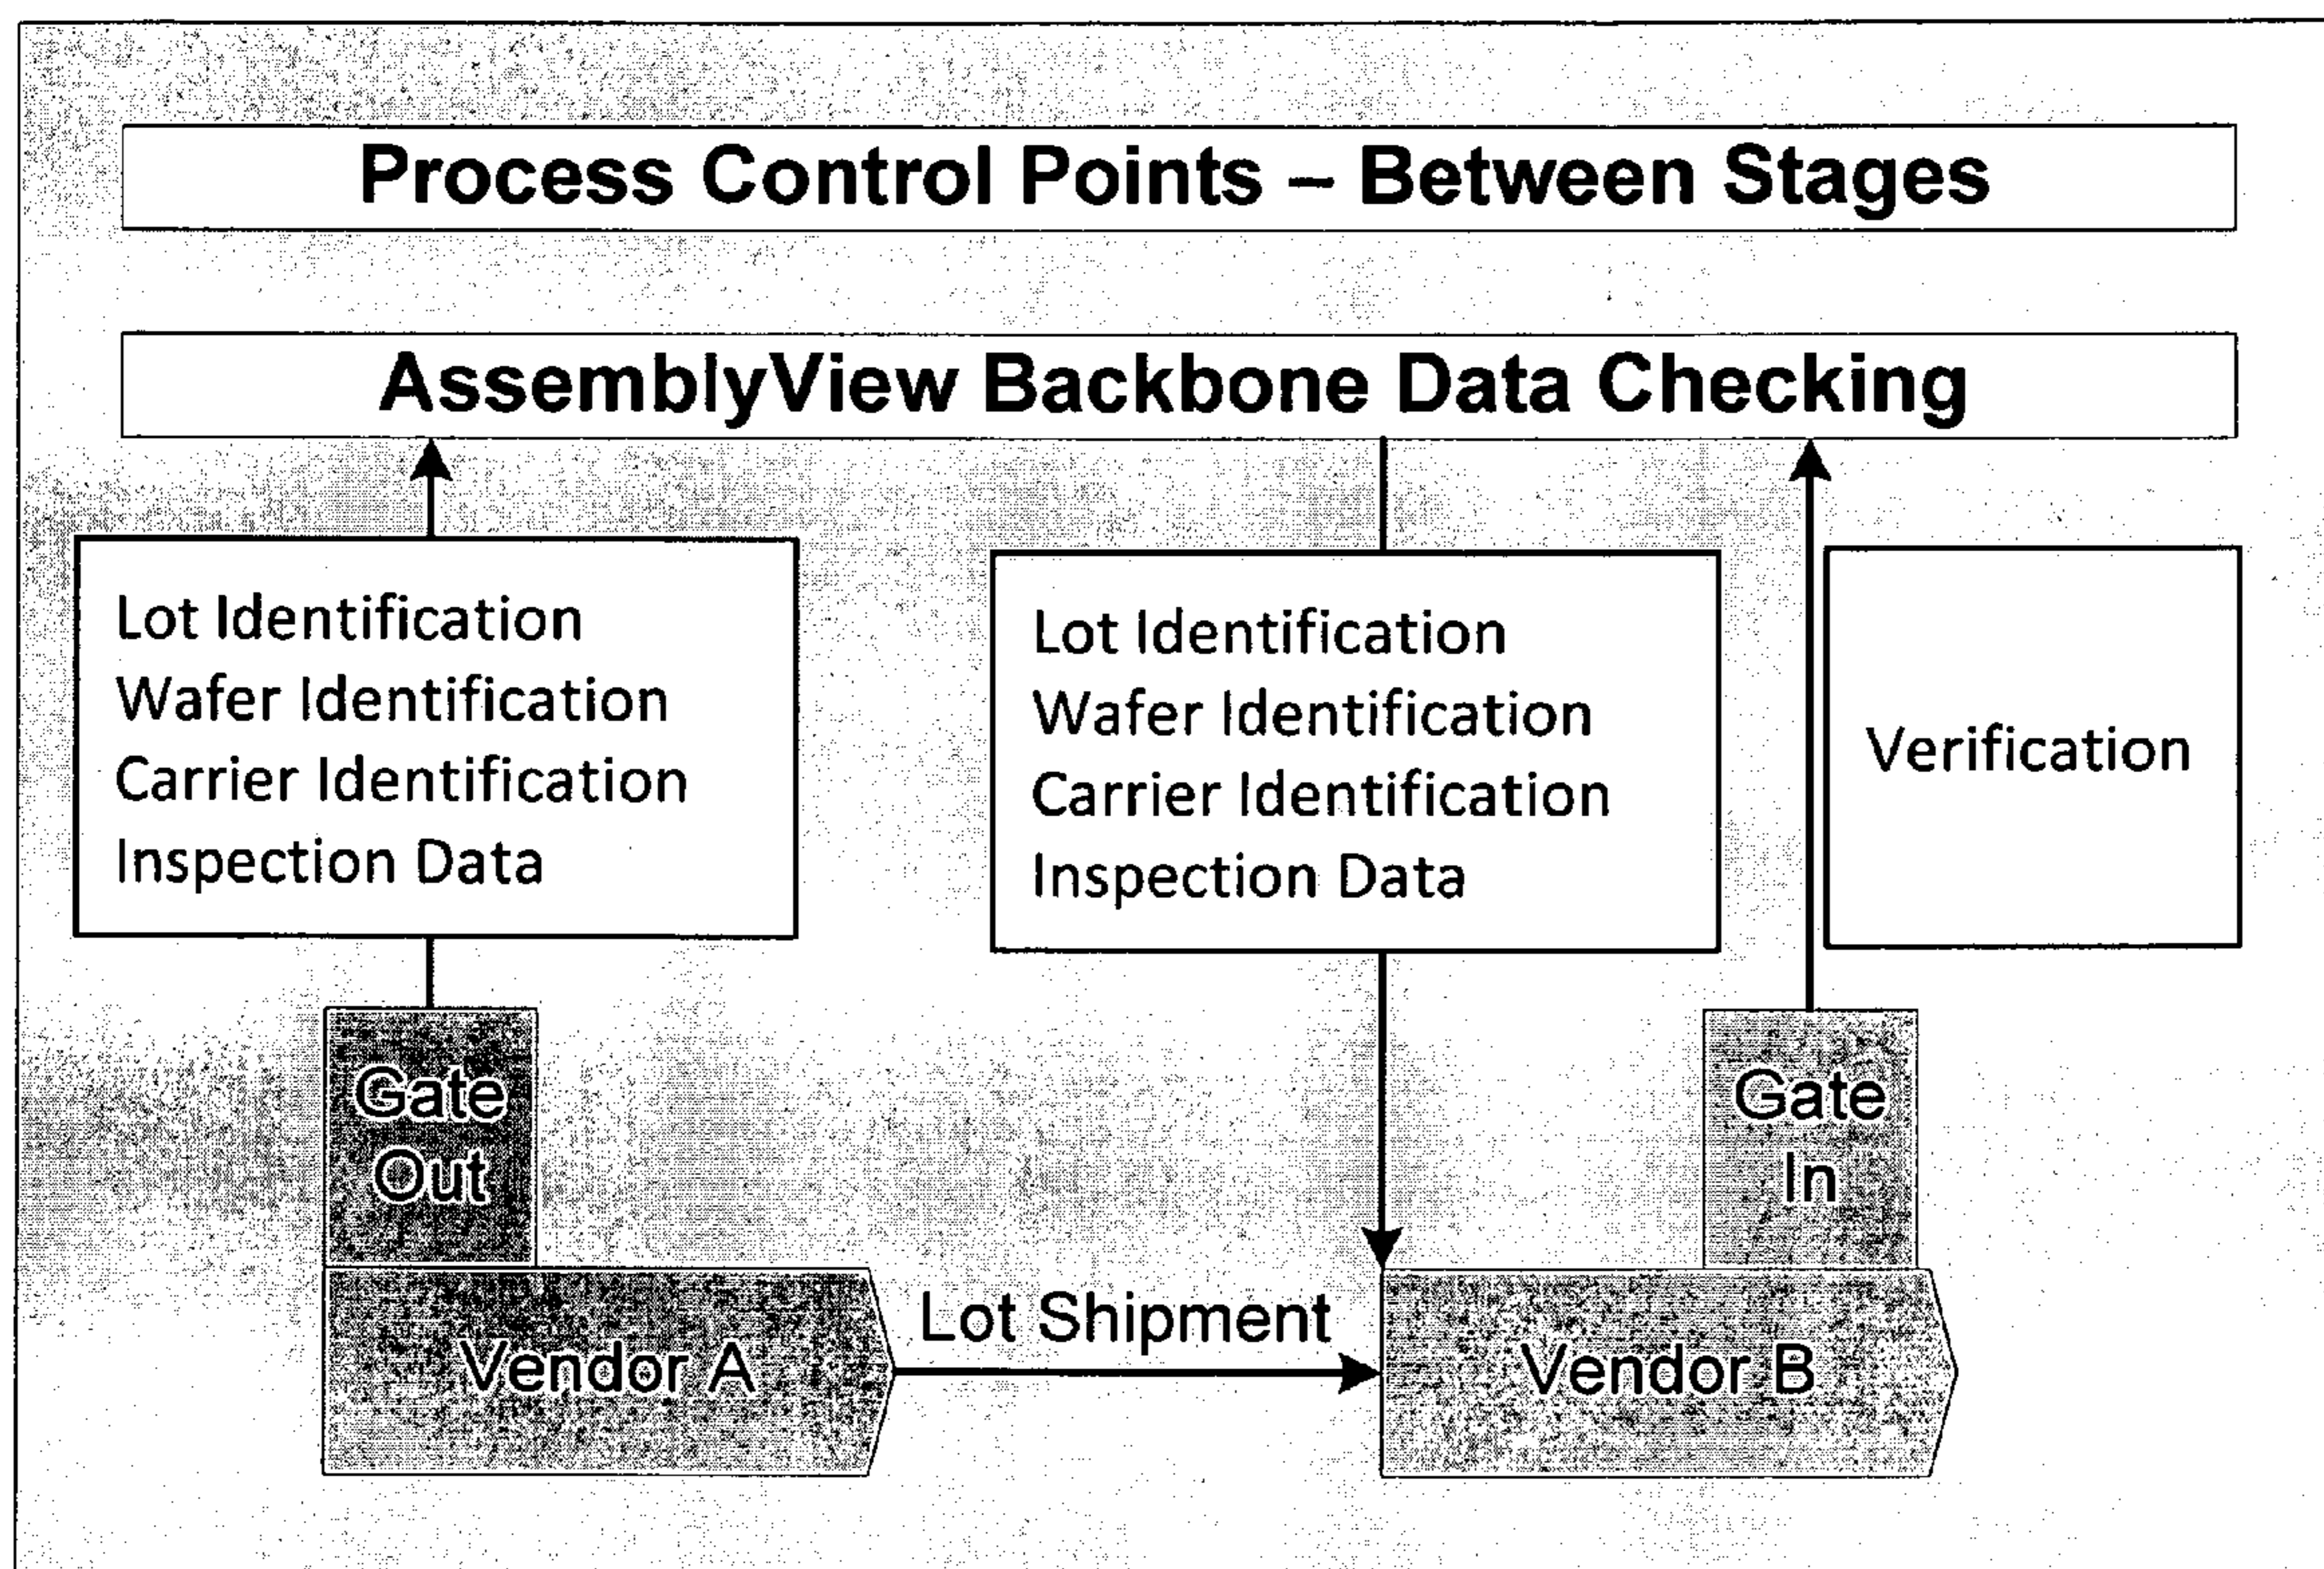 Process Control Points – Between Stages
AssemblyView Backbone Data Checking
Lot Identification
Wafer Identification
Carrier Identification
Inspection Data
Lot Identification
Wafer Identification
Carrier Identification
Inspection Data
Verification
Gate
Out
Gate
In
Vendor A
Lot Shipment
Vendor B